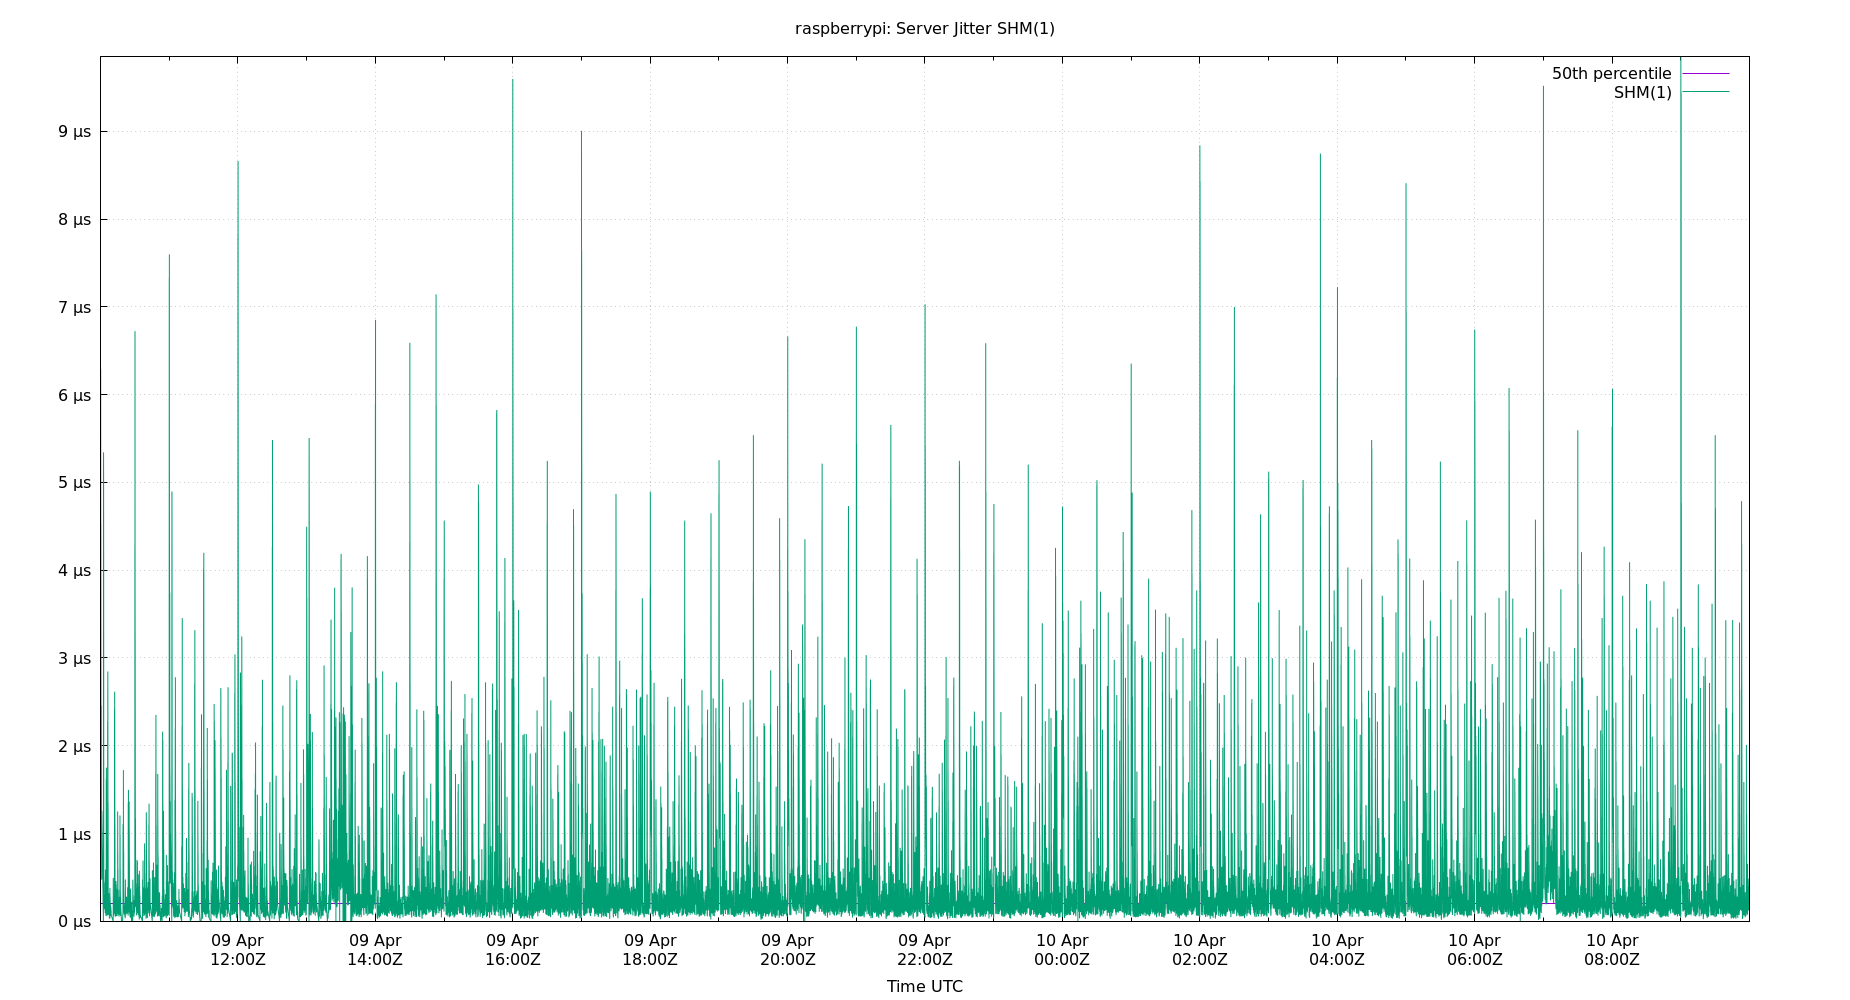 raspberrypi: Server Jitter SHM(1)
50th percentile
SHM(1)
9 µs
8 µs
7 µs
6 µs
5 µs
4 µs
3 µs
2 µs
1 µs
0 µs
09 Apr 09 Apr 09 Apr 09 Apr 09 Apr 09 Apr 10 Apr 10 Apr 10 Apr 10 Apr 10 Apr
12:00Z 14:00Z 16:00Z 18:00Z 20:00Z 22:00Z 00:00Z 02:00Z 04:00Z 06:00Z 08:00Z
Time UTC